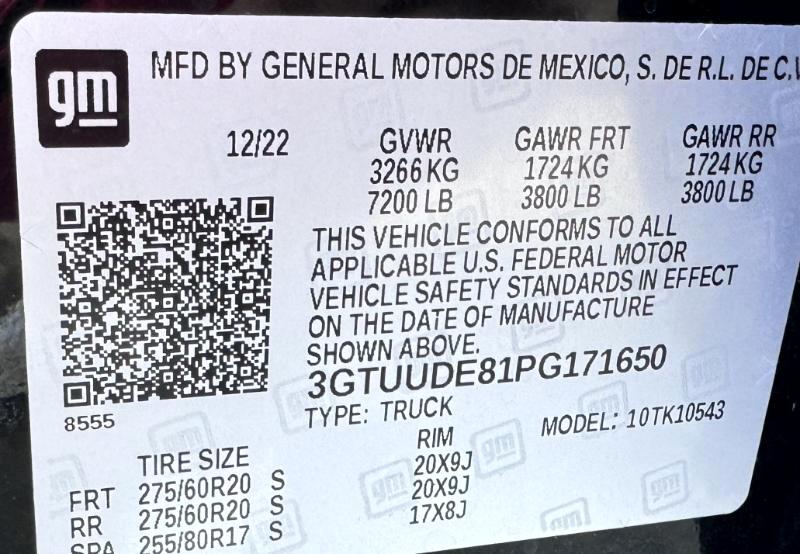 gm
MFD BY GENERAL MOTORS DE MEXICO, S. DE R.L. DE C.V
12/22 GVWR GAWR FRT GAWR RR
3266 KG 1724 KG 1724 KG
7200 LB 3800 LB 3800 LB
THIS VEHICLE CONFORMS TO ALL
APPLICABLE U.S. FEDERAL MOTOR
VEHICLE SAFETY STANDARDS IN EFFECT
ON THE DATE OF MANUFACTURE
SHOWN ABOVE.
3GTUUDE81PG171650
8555
TYPE: TRUCK MODEL: 10TK10543
TIRE SIZE RIM
FRT 275/60R20 S 20X9J
RR 275/60R20 S 20X9J
SPA 255/80R17 S 17X8J